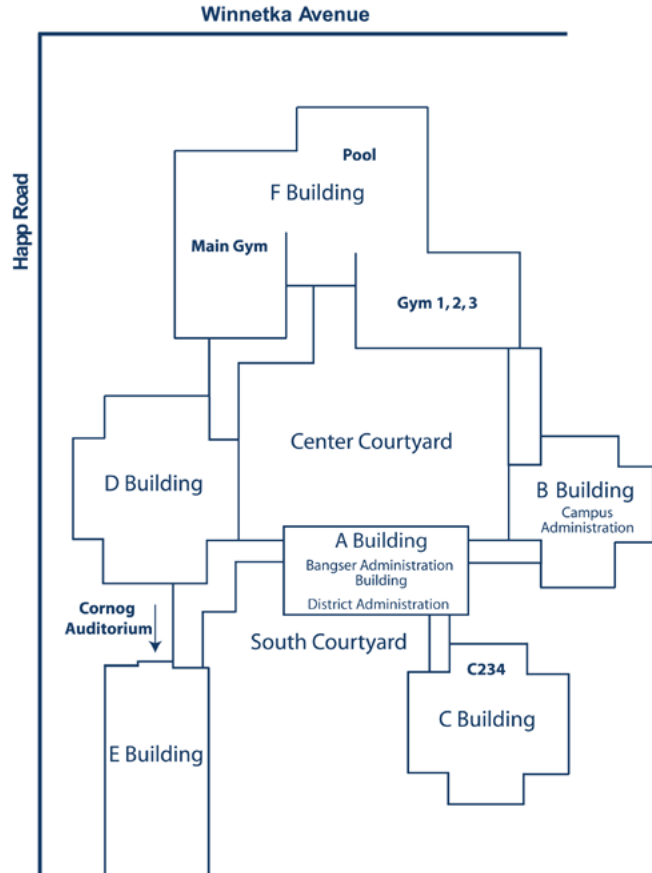 Winnetka Avenue
Happ Road
Pool
F Building
Main Gym
Gym 1, 2, 3
Center Courtyard
D Building
B Building
Campus
Administration
A Building
Bangser Administration
Building
District Administration
Cornog
Auditorium
South Courtyard
C234
C Building
E Building